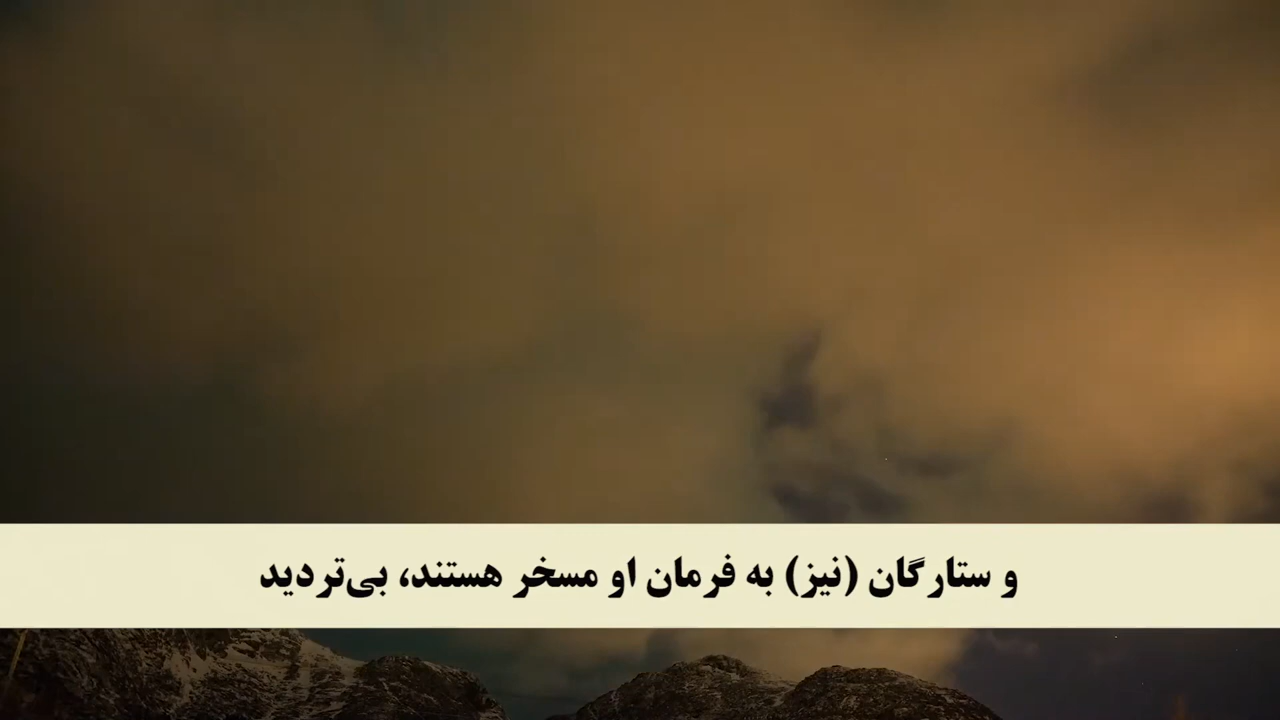 و ستارگان (نیز) به فرمان او مسخر هستند، بی‌تردید